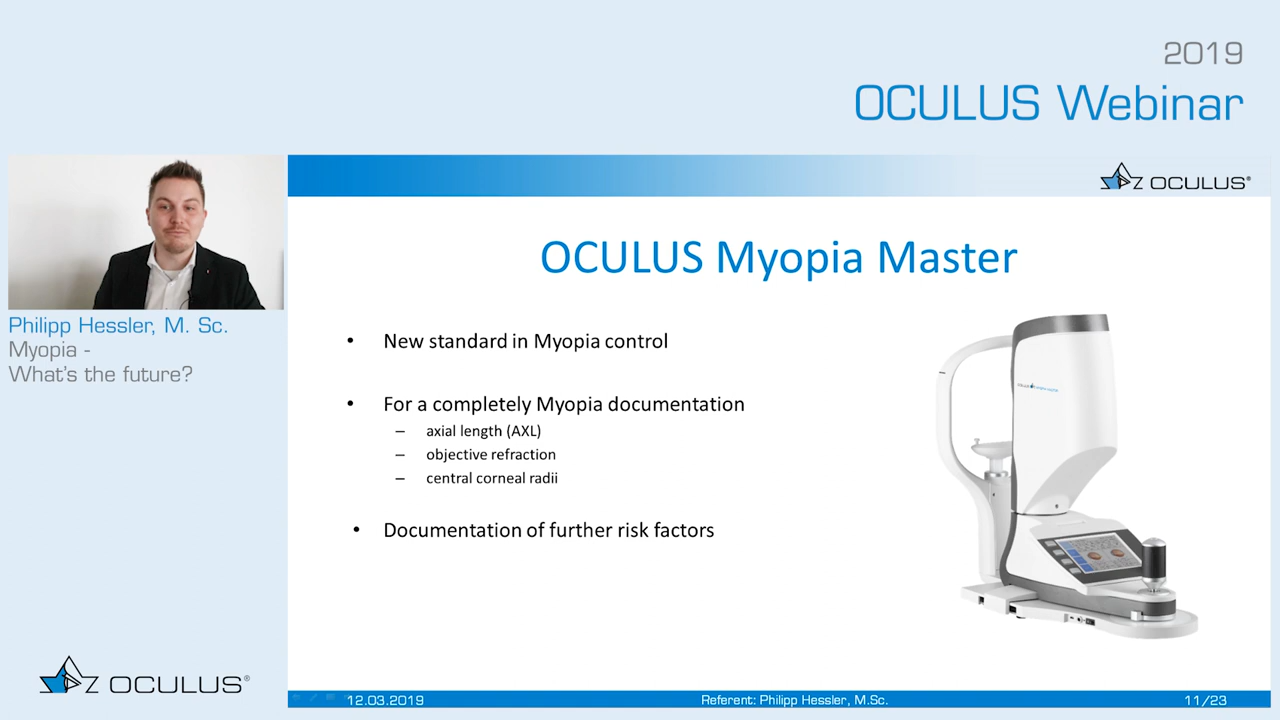 2019
OCULUS Webinar
OCULUS®
Philipp Hessler, M. Sc.
Myopia -
What's the future?
OCULUS Myopia Master
• New standard in Myopia control
• For a completely Myopia documentation
– axial length (AXL)
– objective refraction
– central corneal radii
• Documentation of further risk factors
OCULUS®
12.03.2019
Referent: Philipp Hessler, M.Sc.
11/23